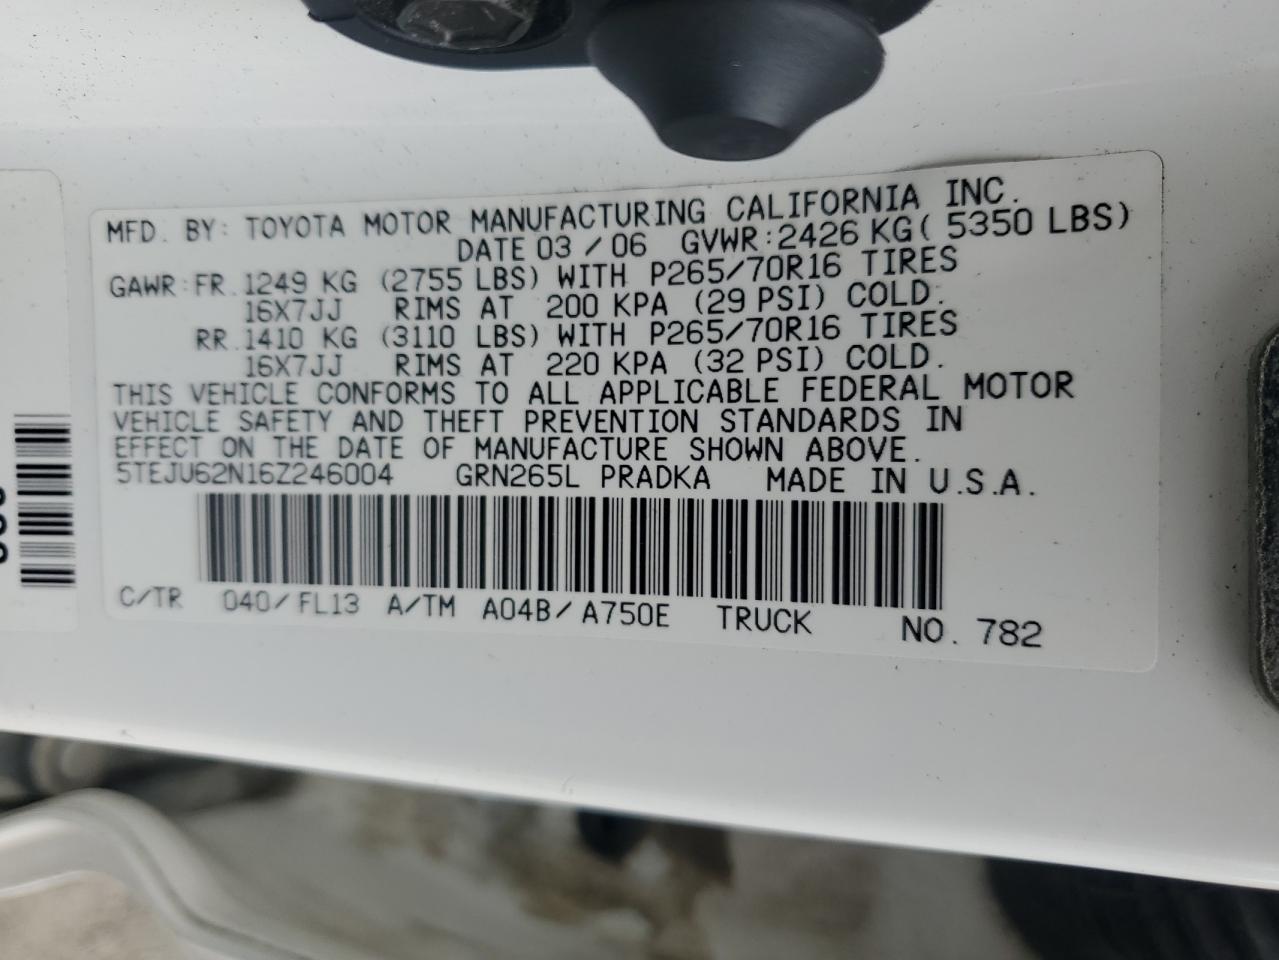 MFD. BY: TOYOTA MOTOR MANUFACTURING CALIFORNIA INC.
DATE 03 / 06 GVWR: 2426 KG( 5350 LBS)
GAWR: FR. 1249 KG (2755 LBS) WITH P265/70R16 TIRES
16X7JJ RIMS AT 200 KPA (29 PSI) COLD.
RR. 1410 KG (3110 LBS) WITH P265/70R16 TIRES
16X7JJ RIMS AT 220 KPA (32 PSI) COLD.
THIS VEHICLE CONFORMS TO ALL APPLICABLE FEDERAL MOTOR
VEHICLE SAFETY AND THEFT PREVENTION STANDARDS IN
EFFECT ON THE DATE OF MANUFACTURE SHOWN ABOVE.
5TEJU62N16Z246004 GRN265L PRADKA MADE IN U.S.A.
C/TR 040/FL13 A/TM A04B/A750E TRUCK NO. 782